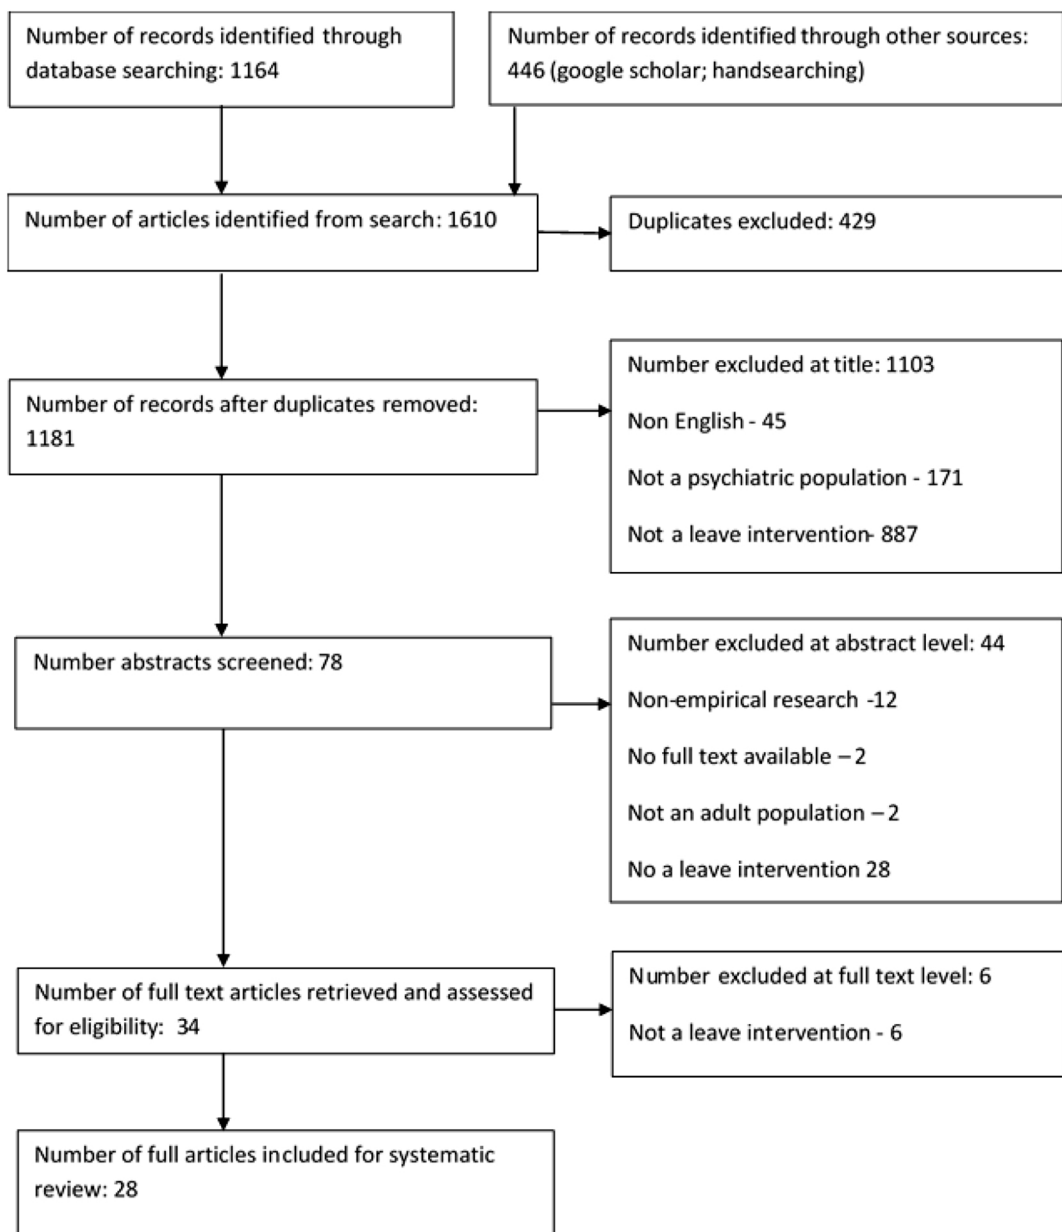 Number of records identified through
database searching: 1164
Number of records identified through other sources:
446 (google scholar; handsearching)
Number of articles identified from search: 1610
Duplicates excluded: 429
Number of records after duplicates removed:
1181
Number excluded at title: 1103
Non English - 45
Not a psychiatric population - 171
Not a leave intervention- 887
Number abstracts screened: 78
Number excluded at abstract level: 44
Non-empirical research -12
No full text available – 2
Not an adult population – 2
No a leave intervention 28
Number of full text articles retrieved and assessed
for eligibility: 34
Number excluded at full text level: 6
Not a leave intervention - 6
Number of full articles included for systematic
review: 28